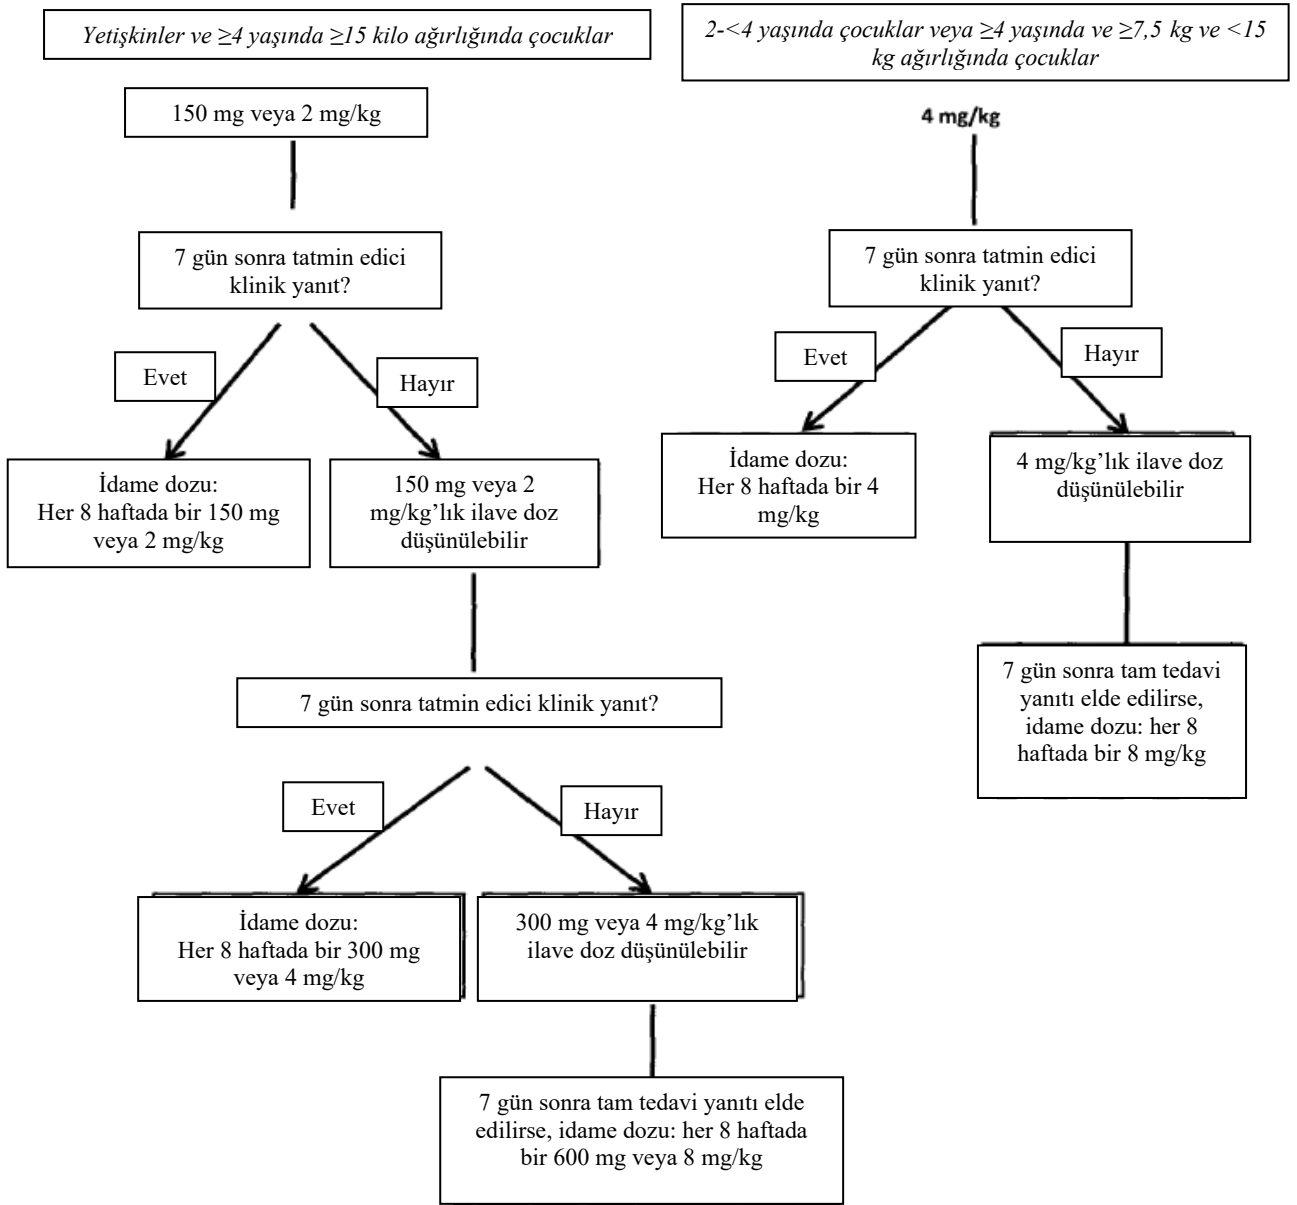 Yetişkinler ve ≥4 yaşında ≥15 kilo ağırlığında çocuklar
150 mg veya 2 mg/kg
7 gün sonra tatmin edici
klinik yanıt?
Evet
Hayır
İdame dozu:
Her 8 haftada bir 150 mg
veya 2 mg/kg
150 mg veya 2
mg/kg’lık ilave doz
düşünülebilir
7 gün sonra tatmin edici klinik yanıt?
Evet
Hayır
İdame dozu:
Her 8 haftada bir 300 mg
veya 4 mg/kg
300 mg veya 4 mg/kg’lık
ilave doz düşünülebilir
7 gün sonra tam tedavi yanıtı elde
edilirse, idame dozu: her 8 haftada
bir 600 mg veya 8 mg/kg
2-<4 yaşında çocuklar veya ≥4 yaşında ve ≥7,5 kg ve <15
kg ağırlığında çocuklar
4 mg/kg
7 gün sonra tatmin edici
klinik yanıt?
Evet
Hayır
İdame dozu:
Her 8 haftada bir 4
mg/kg
4 mg/kg’lık ilave doz
düşünülebilir
7 gün sonra tam tedavi
yanıtı elde edilirse,
idame dozu: her 8
haftada bir 8 mg/kg